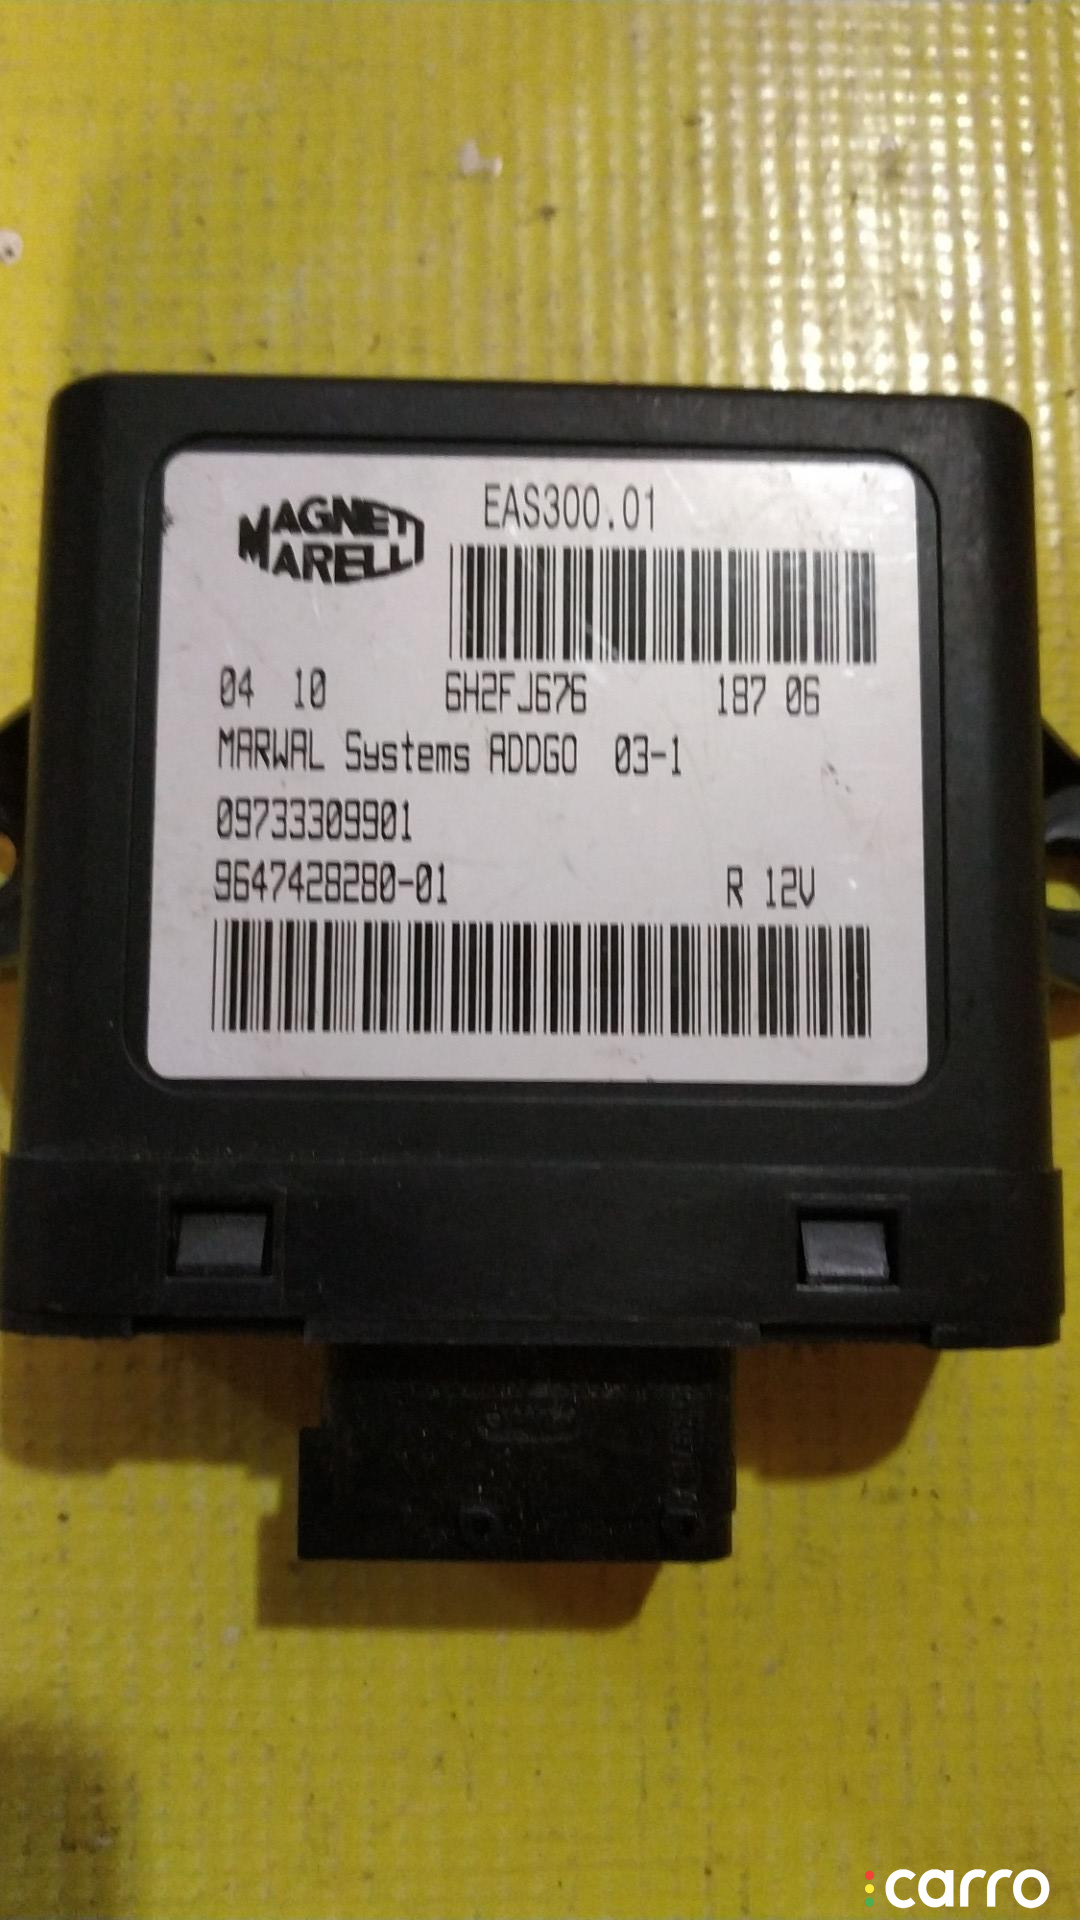 MAGNETI MARELLI
EAS300.01
04 10 6H2FJ676 187 06
MARWAL Systems ADDGO 03-1
09733309901
9647428280-01 R 12V
carro